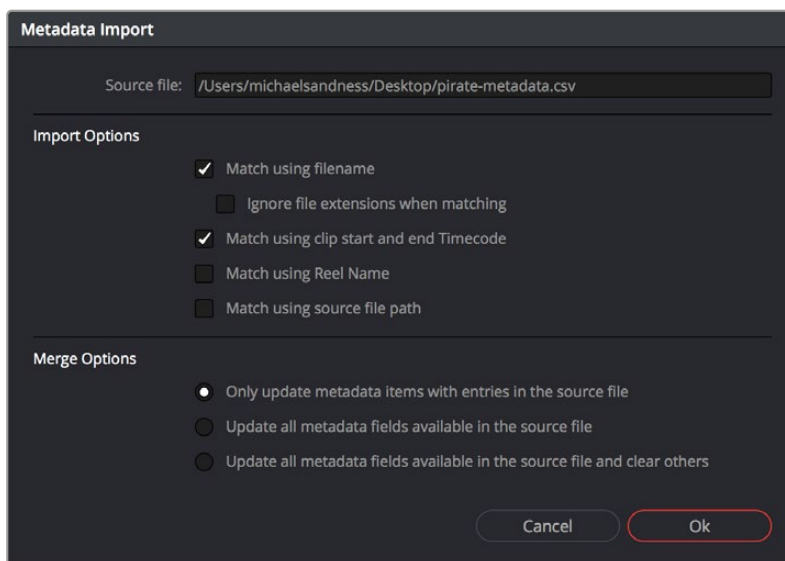 Metadata Import
Source file: /Users/michaelsandness/Desktop/pirate-metadata.csv
Import Options
Match using filename
Ignore file extensions when matching
Match using clip start and end Timecode
Match using Reel Name
Match using source file path
Merge Options
Only update metadata items with entries in the source file
Update all metadata fields available in the source file
Update all metadata fields available in the source file and clear others
Cancel Ok